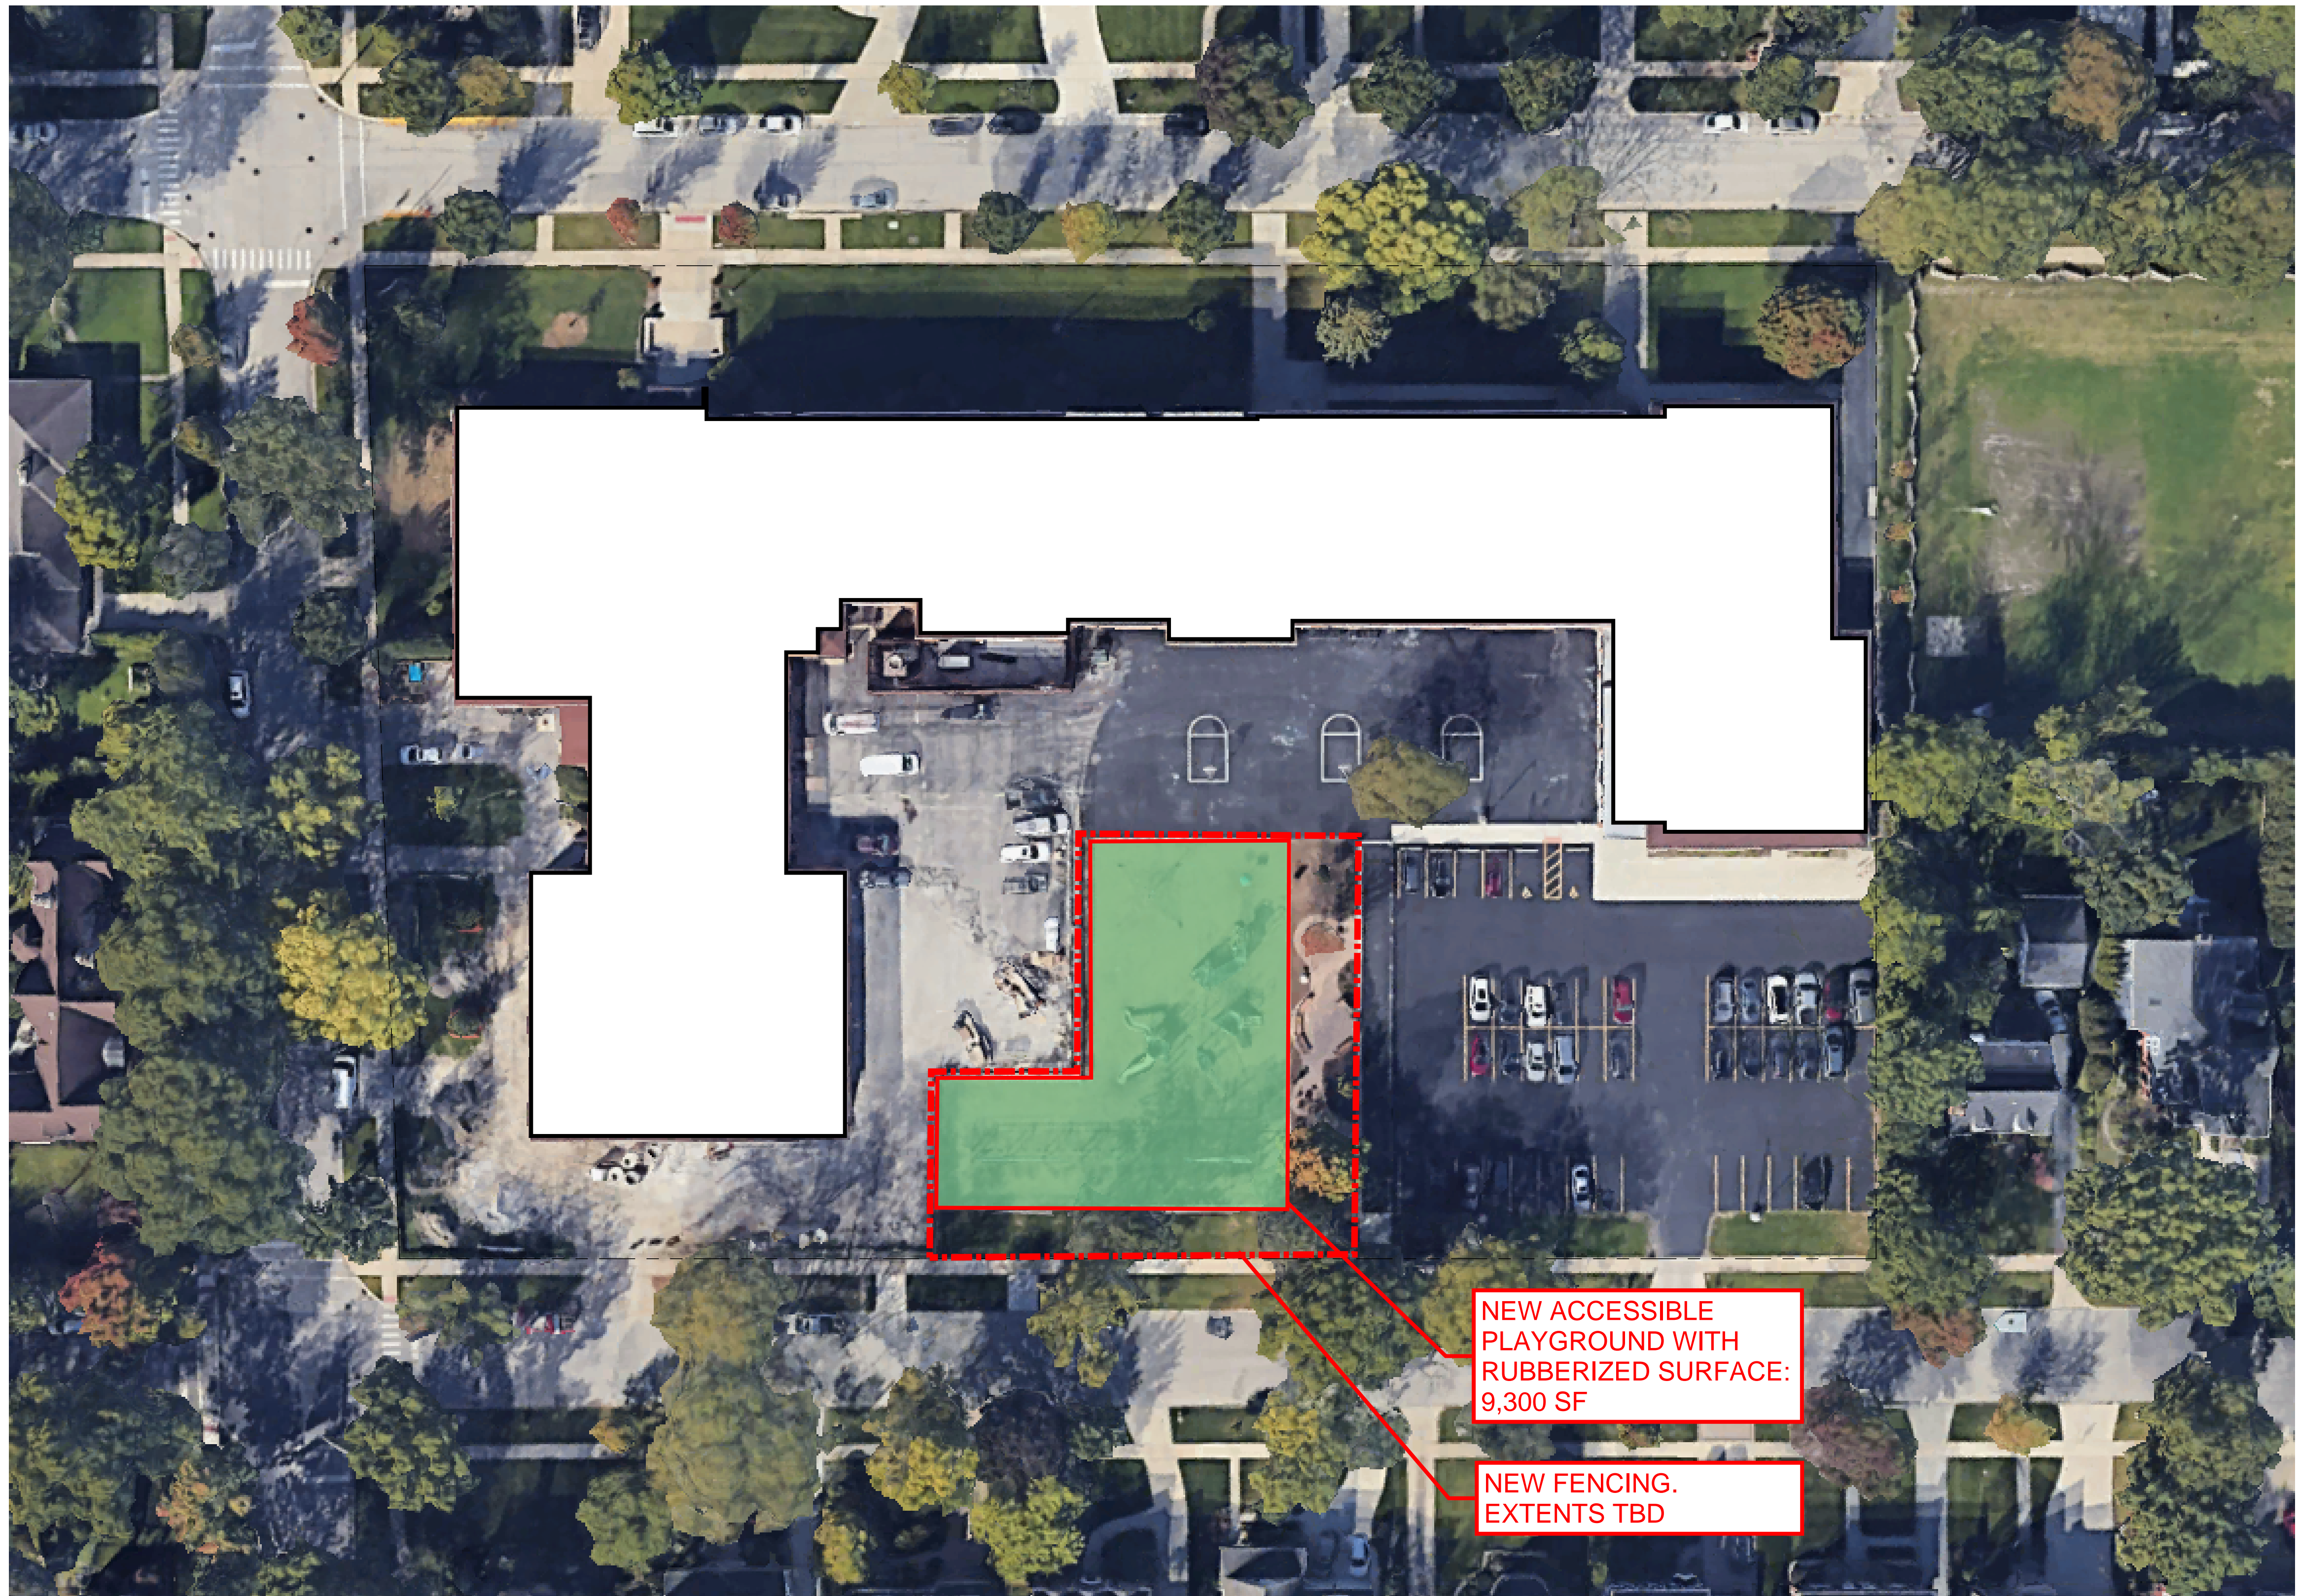 NEW ACCESSIBLE
PLAYGROUND WITH
RUBBERIZED SURFACE:
9,300 SF
NEW FENCING.
EXTENTS TBD